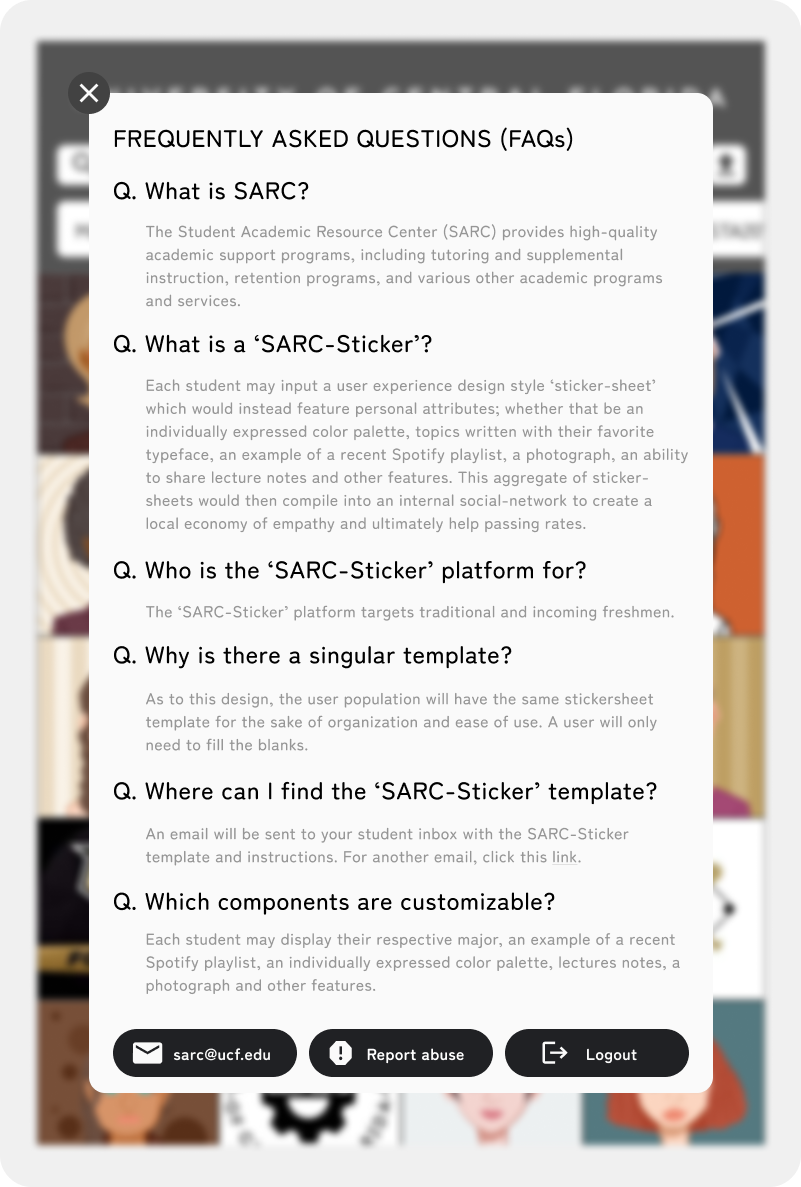 UNIVERSITY OF CENTRAL FLORIDA
FREQUENTLY ASKED QUESTIONS (FAQs)
Q. What is SARC?
The Student Academic Resource Center (SARC) provides high-quality
academic support programs, including tutoring and supplemental
instruction, retention programs, and various other academic programs
and services.
Q. What is a ‘SARC-Sticker’?
Each student may input a user experience design style ‘sticker-sheet’
which would instead feature personal attributes; whether that be an
individually expressed color palette, topics written with their favorite
typeface, an example of a recent Spotify playlist, a photograph, an ability
to share lecture notes and other features. This aggregate of sticker-
sheets would then compile into an internal social-network to create a
local economy of empathy and ultimately help passing rates.
Q. Who is the ‘SARC-Sticker’ platform for?
The ‘SARC-Sticker’ platform targets traditional and incoming freshmen.
Q. Why is there a singular template?
As to this design, the user population will have the same stickersheet
template for the sake of organization and ease of use. A user will only
need to fill the blanks.
Q. Where can I find the ‘SARC-Sticker’ template?
An email will be sent to your student inbox with the SARC-Sticker
template and instructions. For another email, click this link.
Q. Which components are customizable?
Each student may display their respective major, an example of a recent
Spotify playlist, an individually expressed color palette, lectures notes, a
photograph and other features.
sarc@ucf.edu
Report abuse
Logout